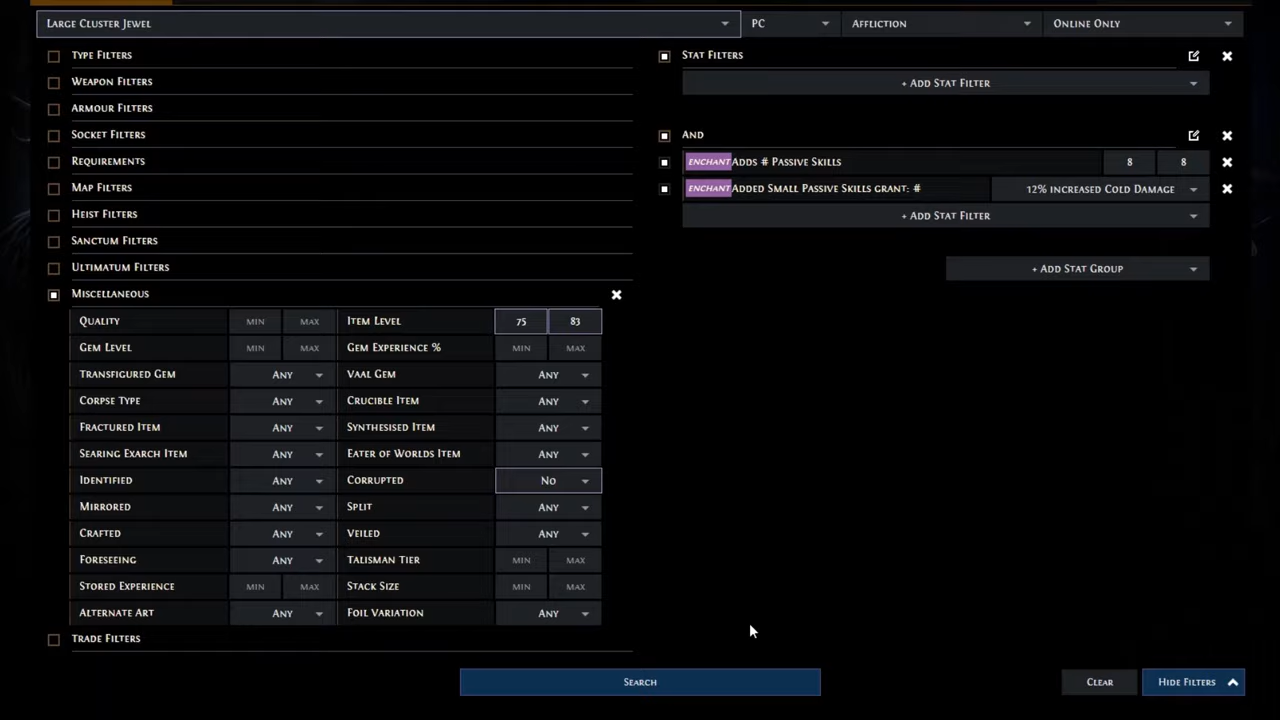 Large Cluster Jewel PC Affliction Online Only
Type Filters
Weapon Filters
Armour Filters
Socket Filters
Requirements
Map Filters
Heist Filters
Sanctum Filters
Ultimatum Filters
Miscellaneous
Quality MIN MAX Item Level 75 83
Gem Level MIN MAX Gem Experience % MIN MAX
Transfigured Gem Any Vaal Gem Any
Corpse Type Any Crucible Item Any
Fractured Item Any Synthesised Item Any
Searing Exarch Item Any Eater of Worlds Item Any
Identified Any Corrupted No
Mirrored Any Split Any
Crafted Any Veiled Any
Foreseeing Any Talisman Tier MIN MAX
Stored Experience MIN MAX Stack Size MIN MAX
Alternate Art Any Foil Variation Any
Trade Filters
Stat Filters
+ Add Stat Filter
And
ENCHANT Adds # Passive Skills 8 8
ENCHANT Added Small Passive Skills grant: # 12% increased Cold Damage
+ Add Stat Filter
+ Add Stat Group
Search Clear Hide Filters